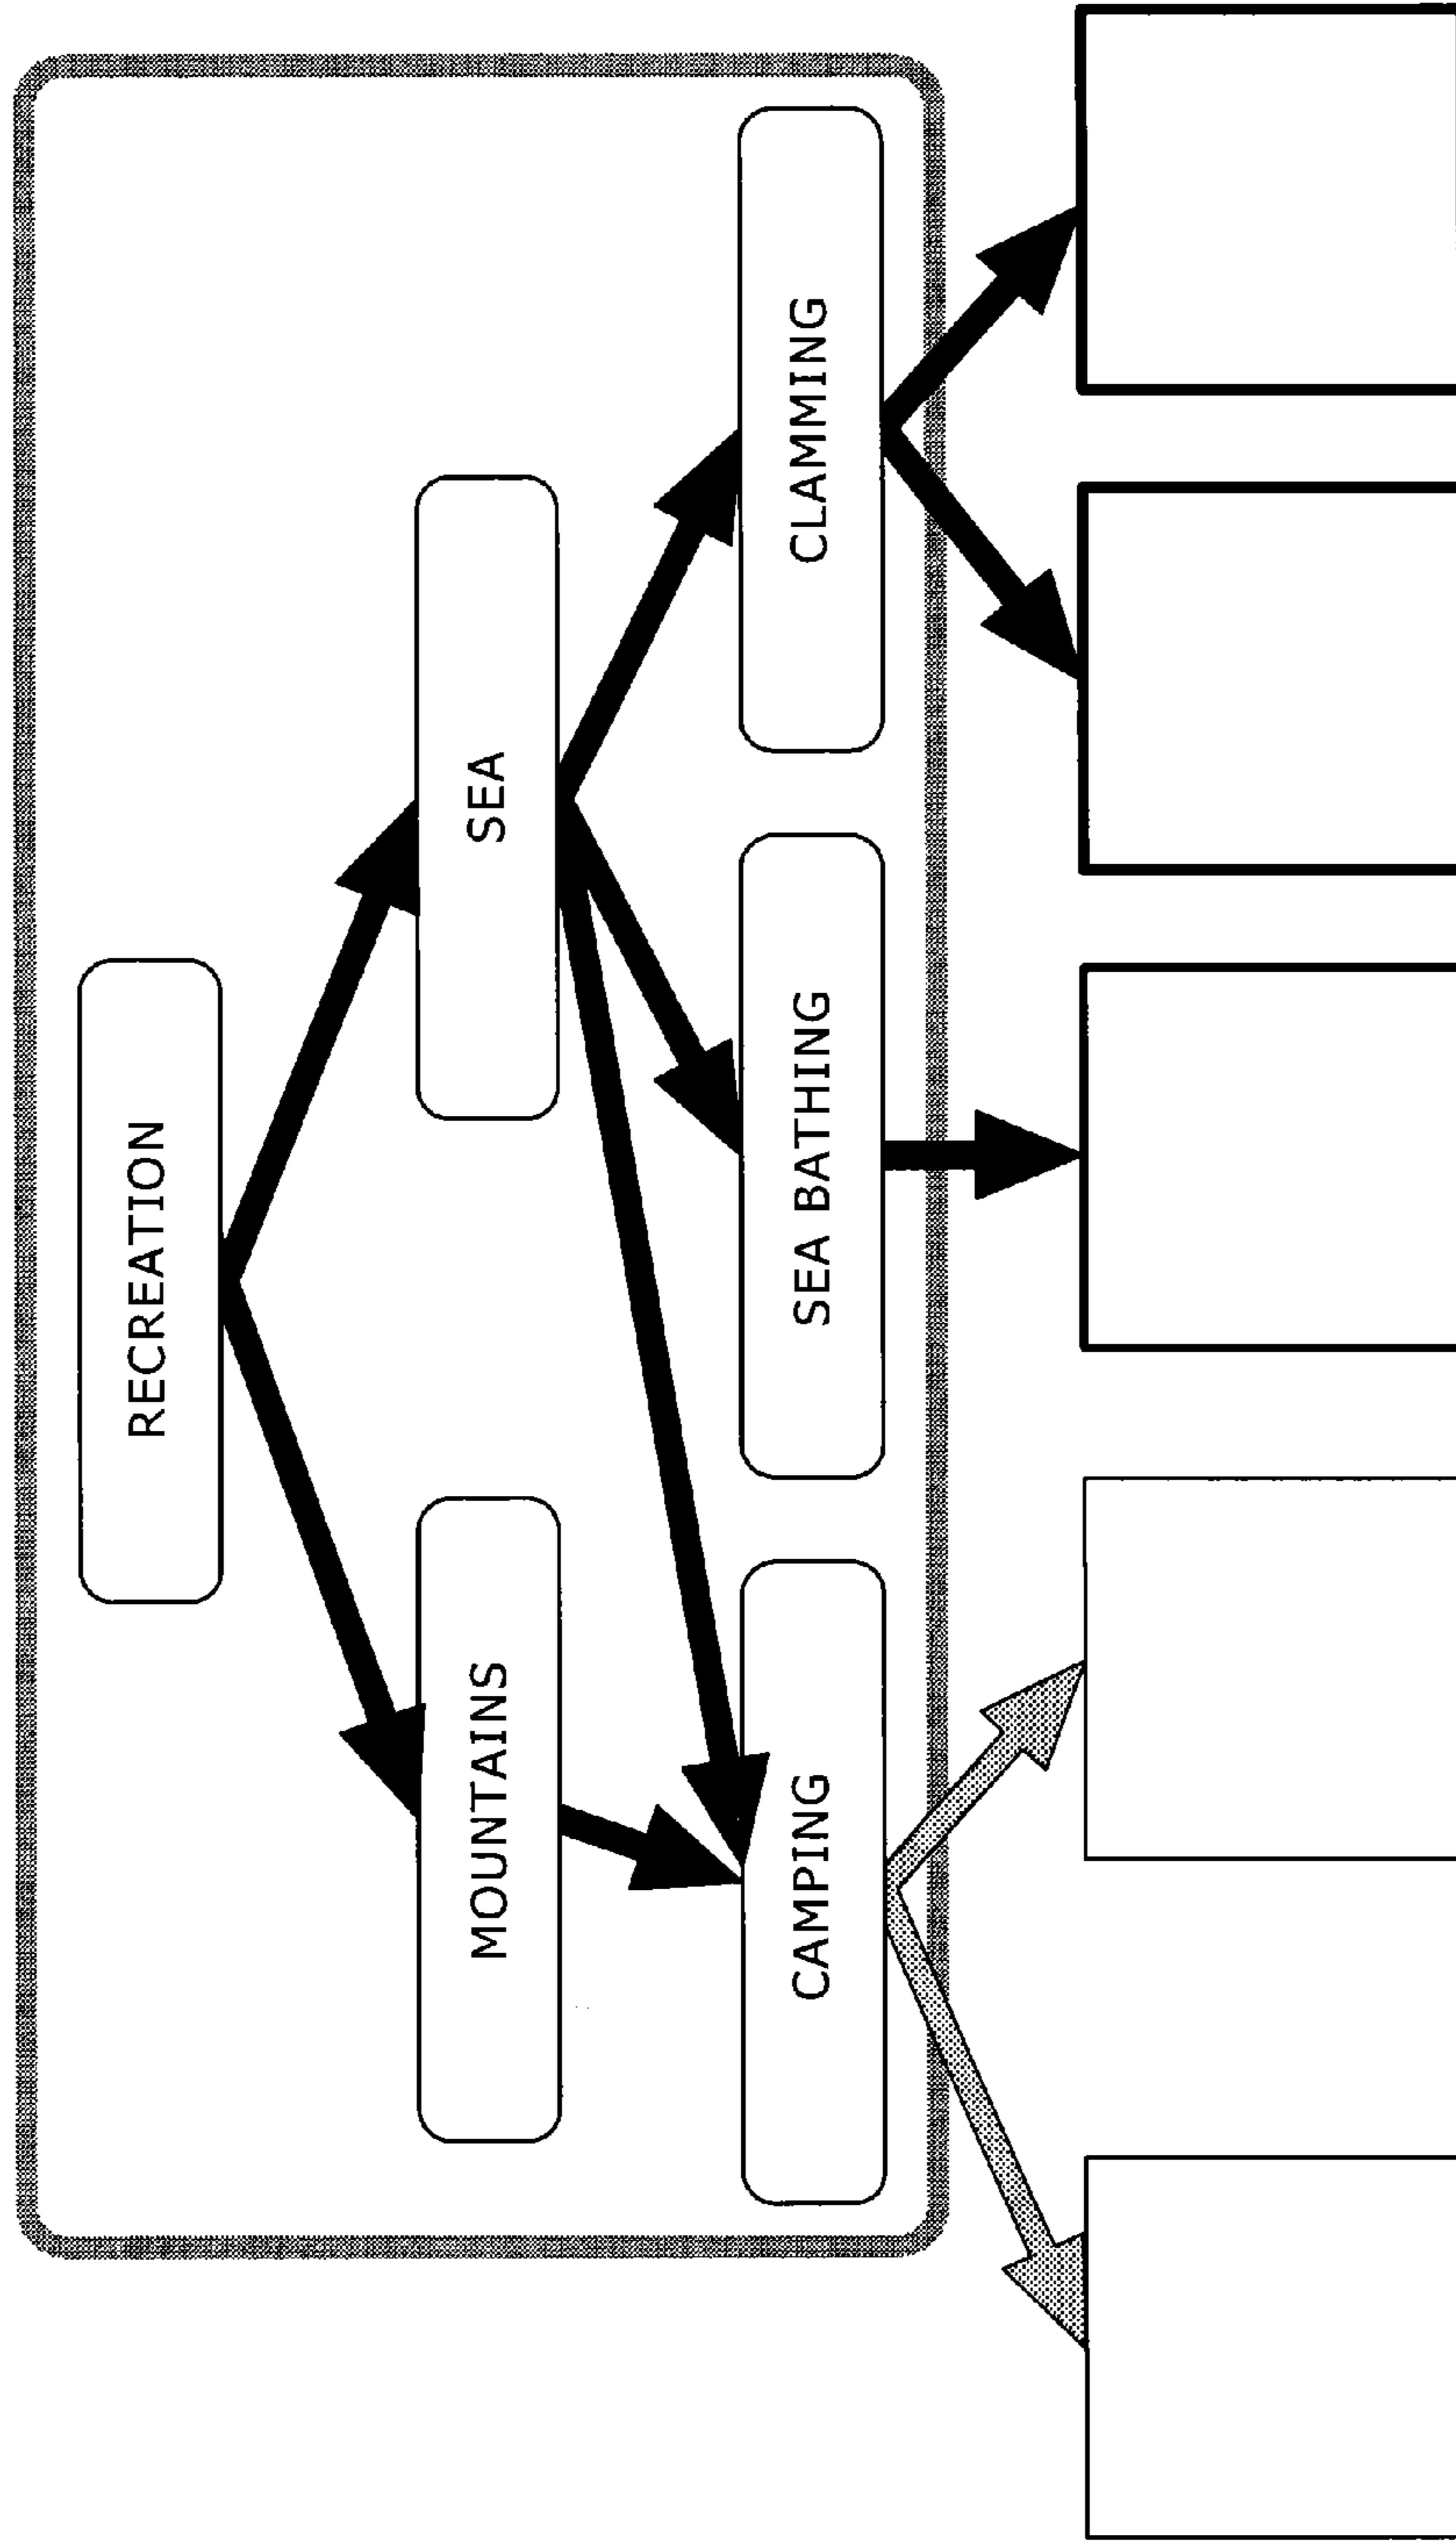 RECREATION
MOUNTAINS
SEA
CAMPING
SEA BATHING
CLAMMING